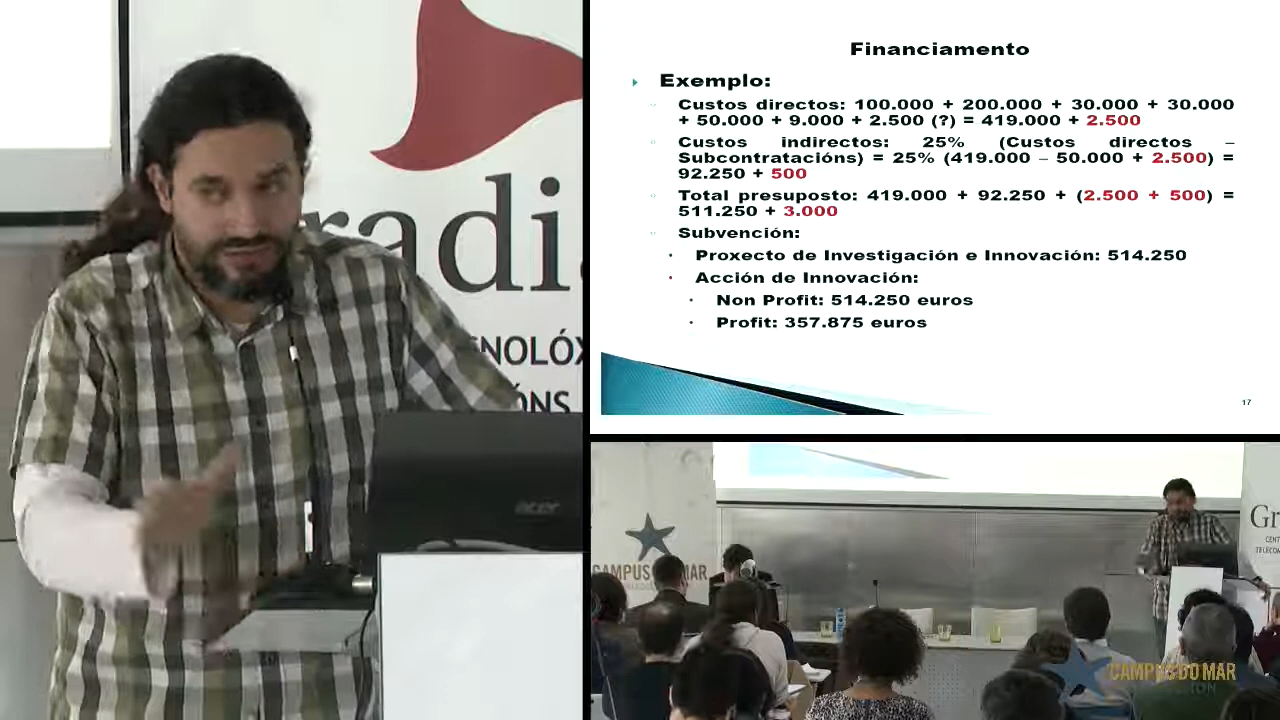 Financiamento
Exemplo:
Custos directos: 100.000 + 200.000 + 30.000 + 30.000
+ 50.000 + 9.000 + 2.500 (?) = 419.000 + 2.500
Custos indirectos: 25% (Custos directos –
Subcontratacións) = 25% (419.000 – 50.000 + 2.500) =
92.250 + 500
Total presuposto: 419.000 + 92.250 + (2.500 + 500) =
511.250 + 3.000
Subvención:
Proxecto de Investigación e Innovación: 514.250
Acción de Innovación:
Non Profit: 514.250 euros
Profit: 357.875 euros
17
radi
NOLÓX
ÓNS
acer
CAMPUS DO MAR
Gr
CENT
TELECOM
CAMPUS DO MAR